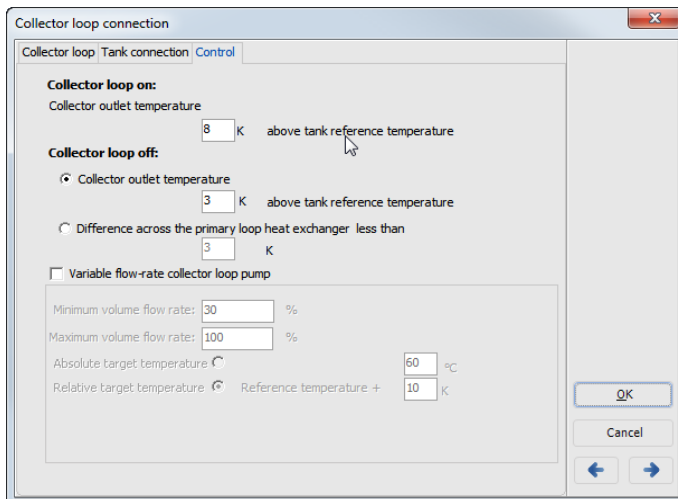 Collector loop connection
Collector loop Tank connection Control
Collector loop on:
Collector outlet temperature
8 K above tank reference temperature
Collector loop off:
Collector outlet temperature
3 K above tank reference temperature
Difference across the primary loop heat exchanger less than
3 K
Variable flow-rate collector loop pump
Minimum volume flow rate: 30 %
Maximum volume flow rate: 100 %
Absolute target temperature 60 °C
Relative target temperature Reference temperature + 10 K
OK
Cancel